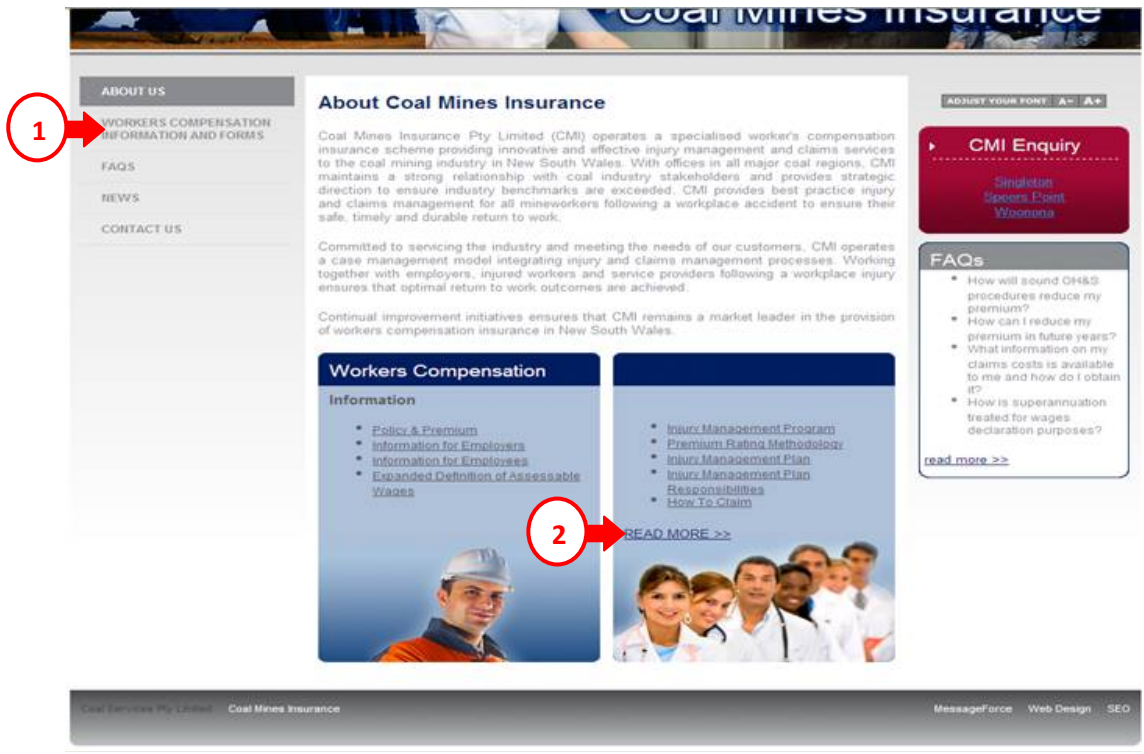 Coal Mines Insurance
ABOUT US
1
WORKERS COMPENSATION
INFORMATION AND FORMS
FAQS
NEWS
CONTACT US
About Coal Mines Insurance
Coal Mines Insurance Pty Limited (CMI) operates a specialised worker's compensation
insurance scheme providing innovative and effective injury management and claims services
to the coal mining industry in New South Wales. With offices in all major coal regions, CMI
maintains a strong relationship with coal industry stakeholders and provides strategic
direction to ensure industry benchmarks are exceeded. CMI provides best practice injury
and claims management for all mineworkers following a workplace accident to ensure their
safe, timely and durable return to work.
Committed to servicing the industry and meeting the needs of our customers, CMI operates
a case management model integrating injury and claims management processes. Working
together with employers, injured workers and service providers following a workplace injury
ensures that optimal return to work outcomes are achieved.
Continual improvement initiatives ensures that CMI remains a market leader in the provision
of workers compensation insurance in New South Wales.
Workers Compensation
Information
Policy & Premium
Information for Employers
Information for Employees
Expanded Definition of Assessable
Wages
Injury Management Program
Premium Rating Methodology
Injury Management Plan
Injury Management Plan
Responsibilities
How To Claim
2
READ MORE >>
ADJUST YOUR FONT A- A+
CMI Enquiry
Singleton
Speers Point
Woonona
FAQs
How will sound OH&S
procedures reduce my
premium?
How can I reduce my
premium in future years?
What information on my
claims costs is available
to me and how do I obtain
it?
How is superannuation
treated for wages
declaration purposes?
read more >>
Coal Services Pty Limited Coal Mines Insurance
MessageForce Web Design SEO